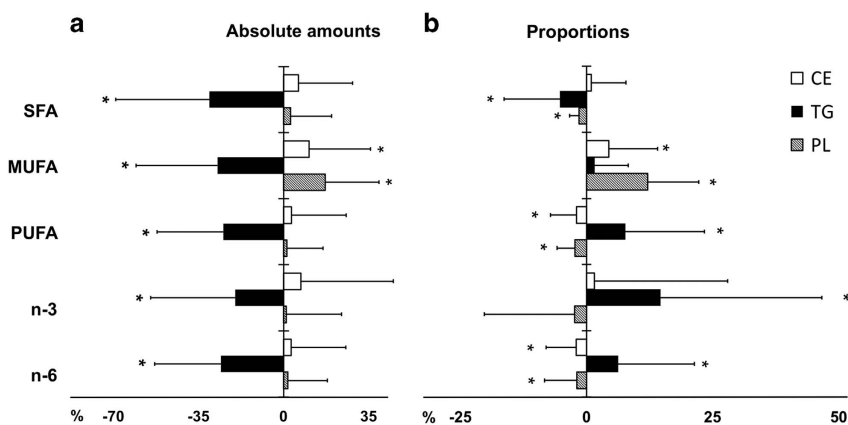 a Absolute amounts
b Proportions
CE
TG
PL
SFA
* * *
MUFA
* * * * *
PUFA
* * * *
n-3
* *
n-6
* * * *
% -70 -35 0 35
% -25 0 25 50